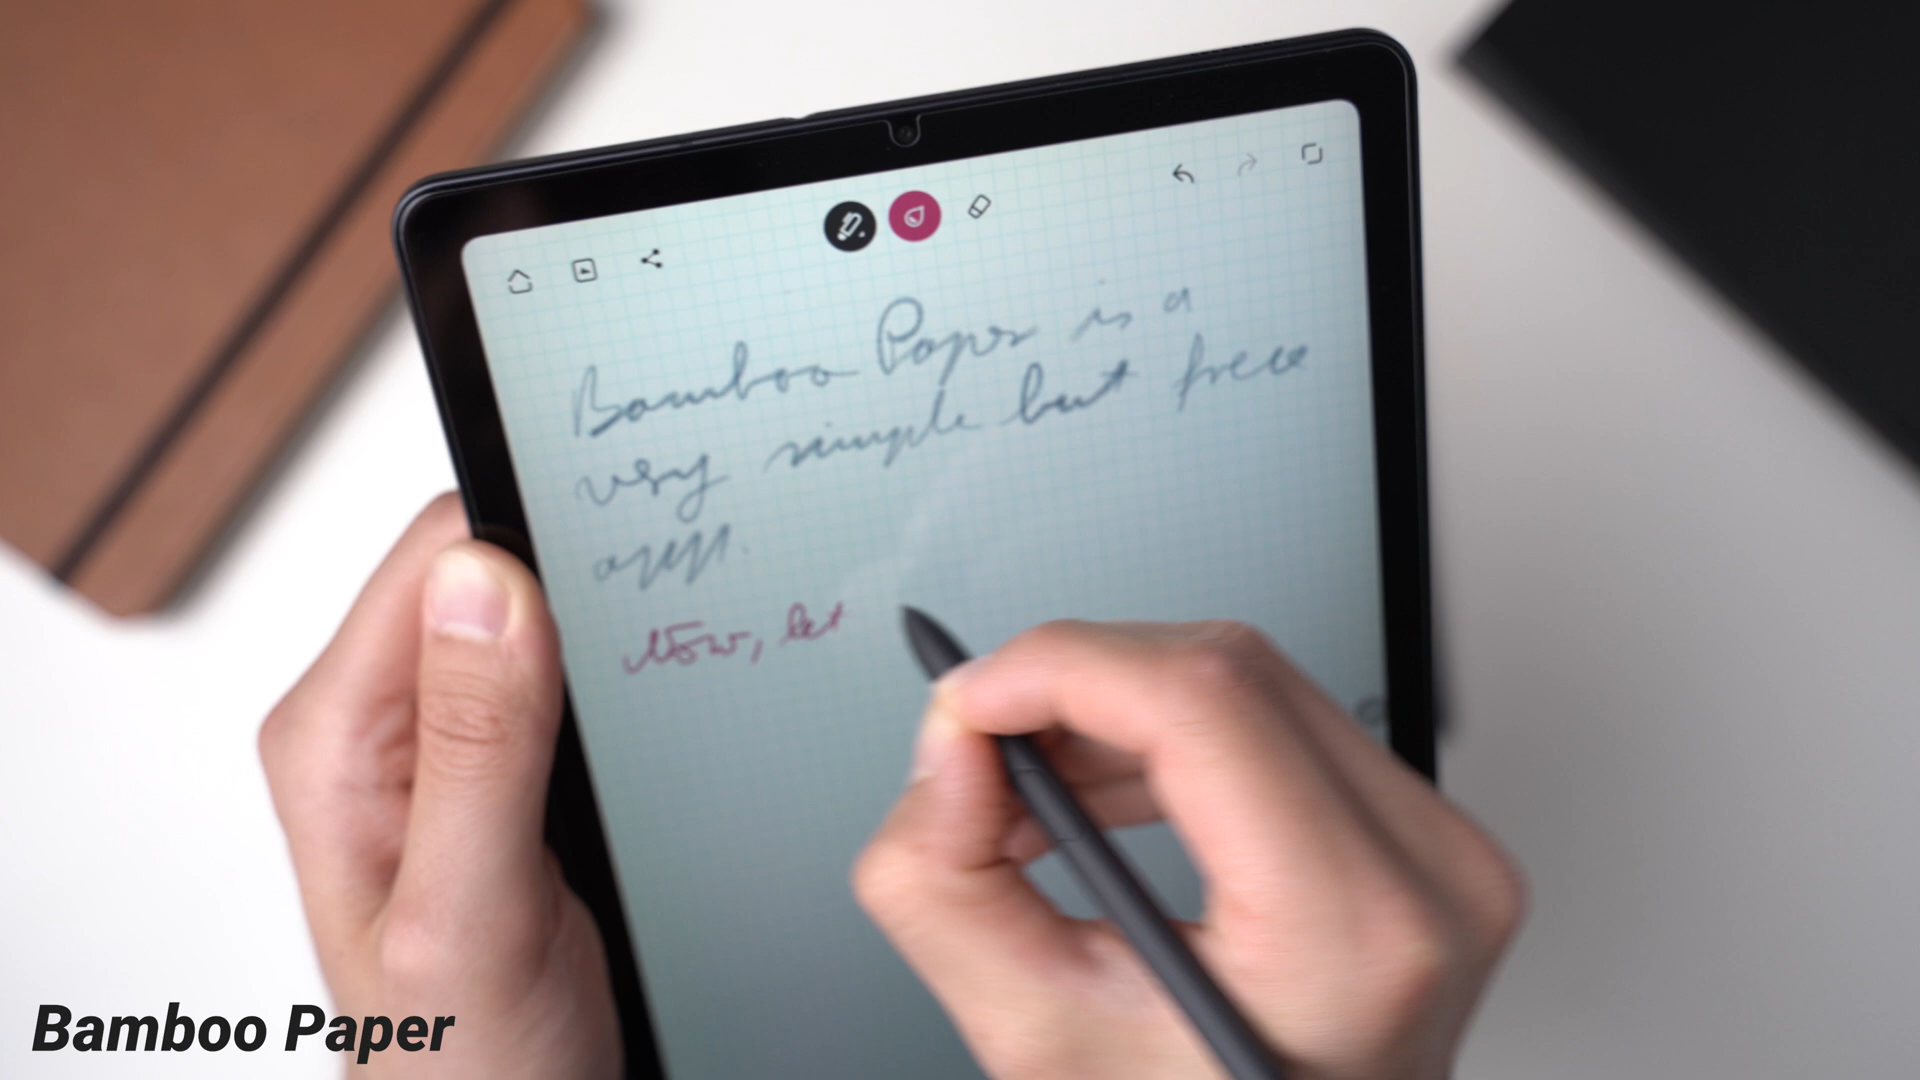 Bamboo Paper is a
very simple but free
app.
Now, let
Bamboo Paper